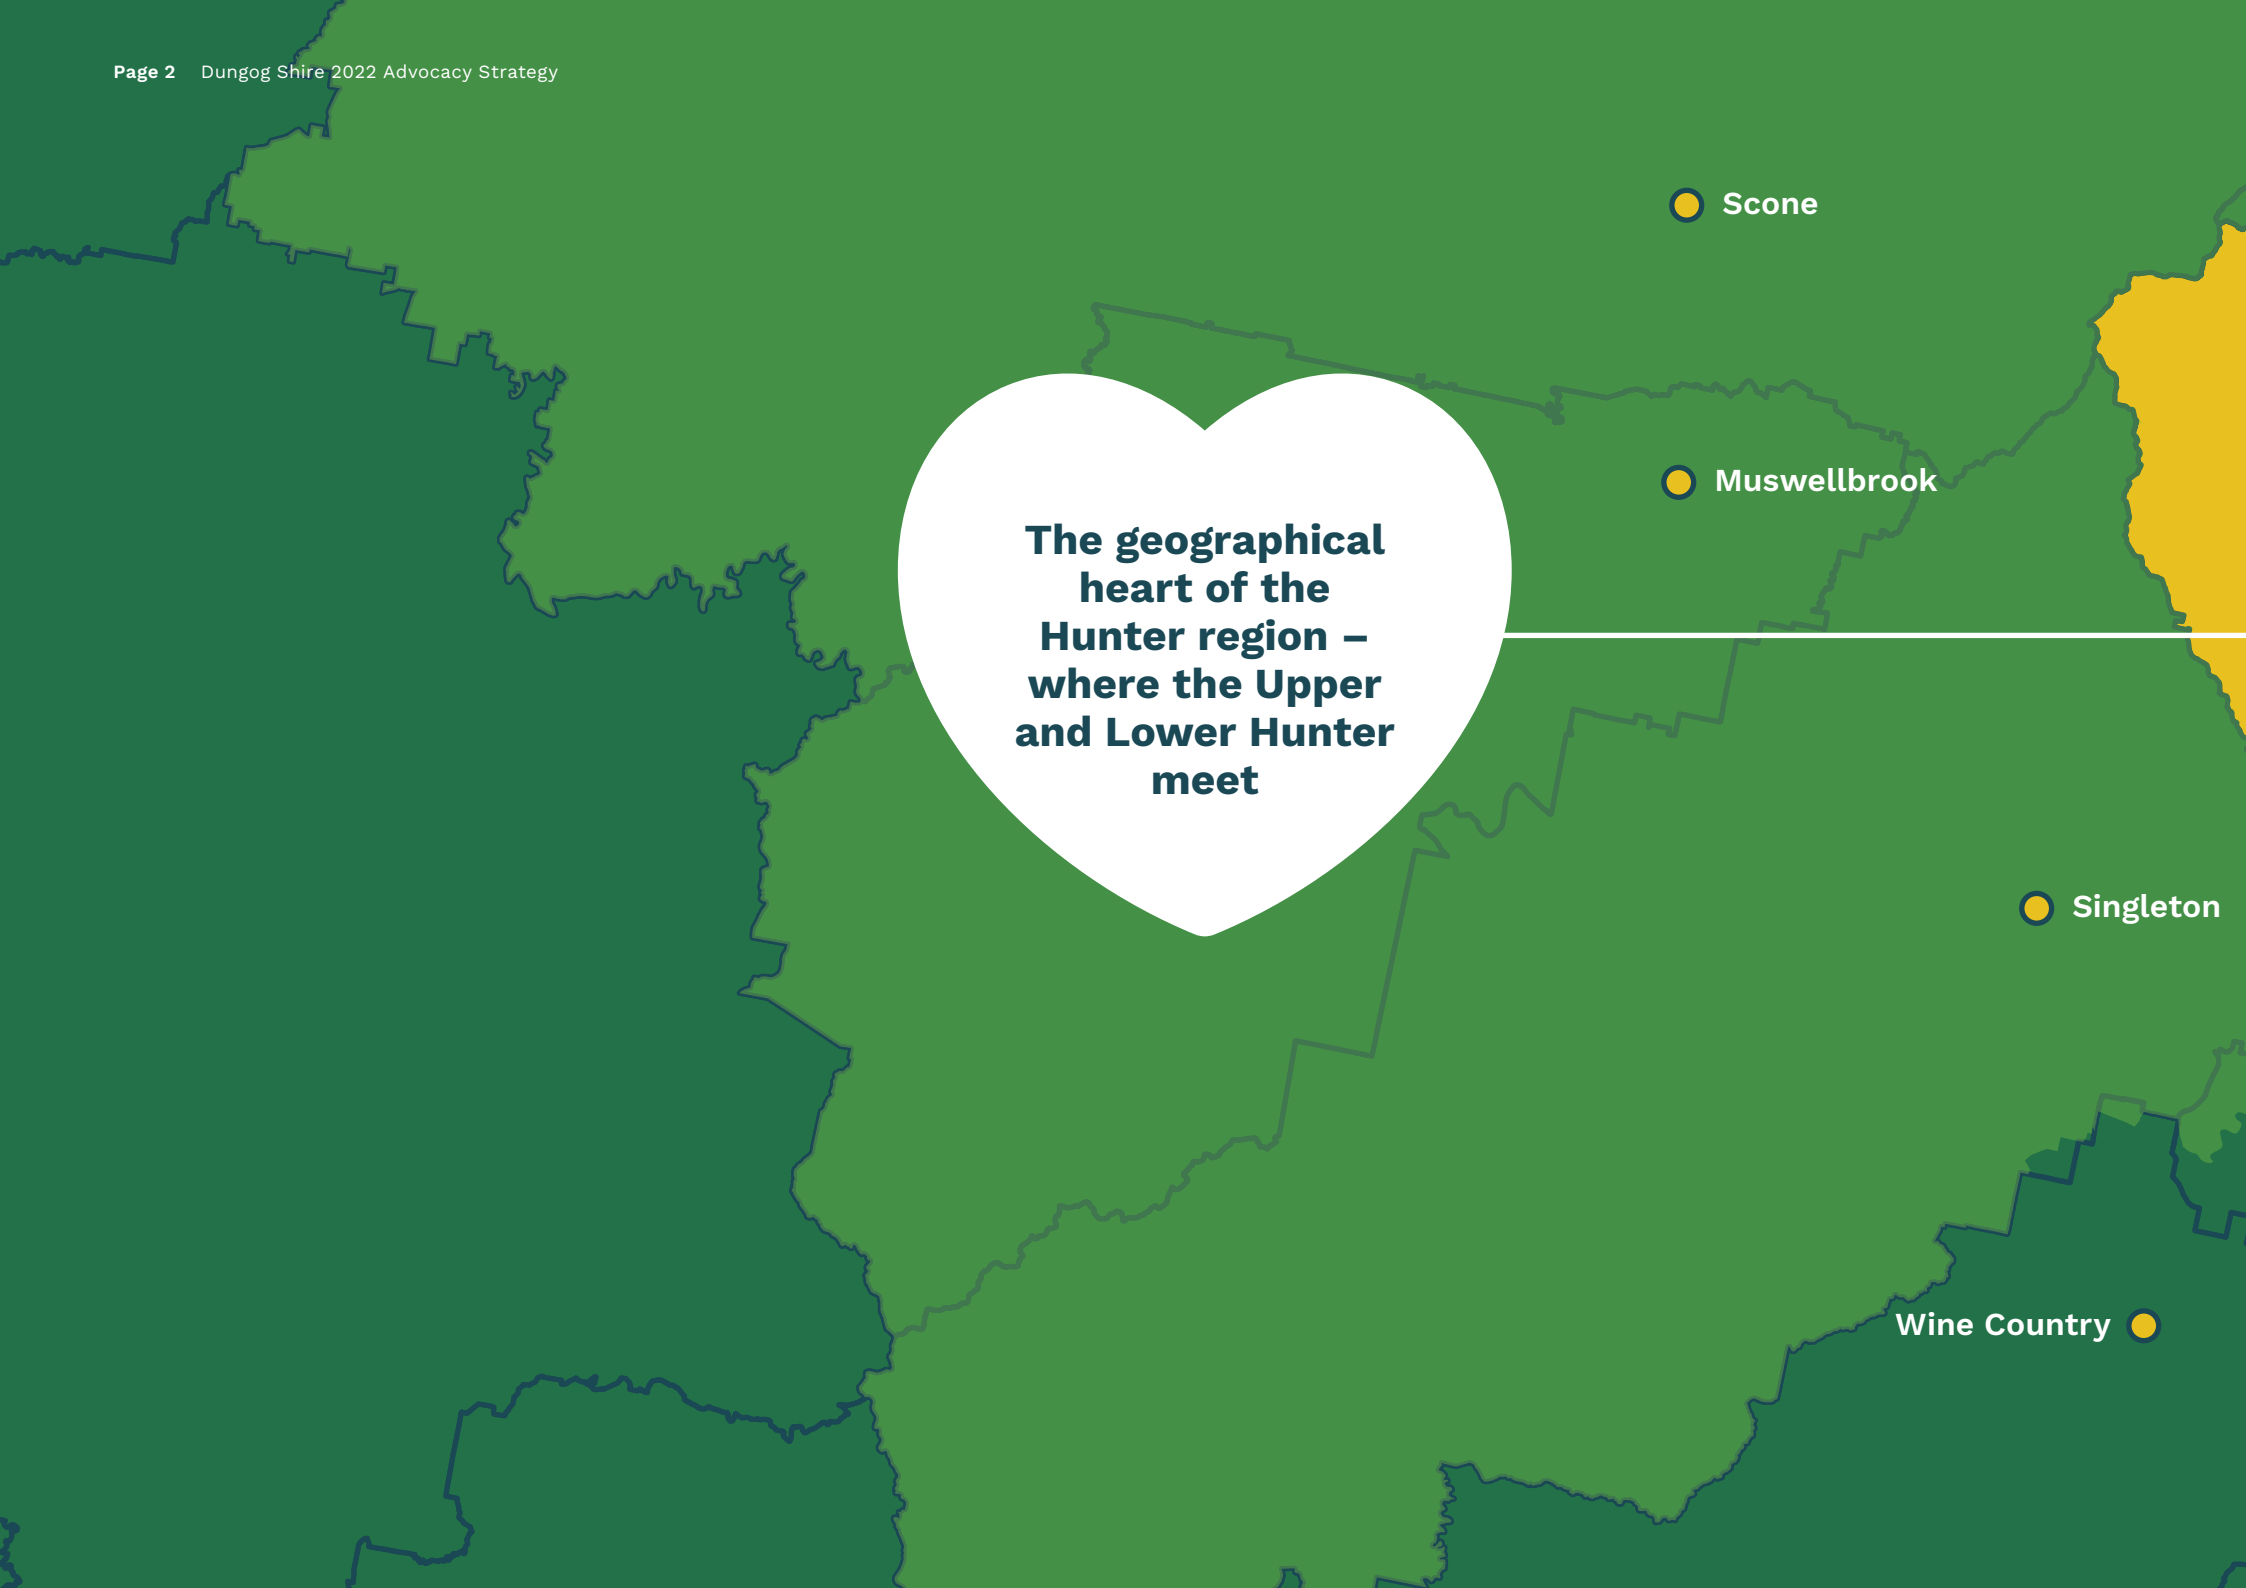 Page 2 Dungog Shire 2022 Advocacy Strategy
Scone
Muswellbrook
The geographical
heart of the
Hunter region –
where the Upper
and Lower Hunter
meet
Singleton
Wine Country